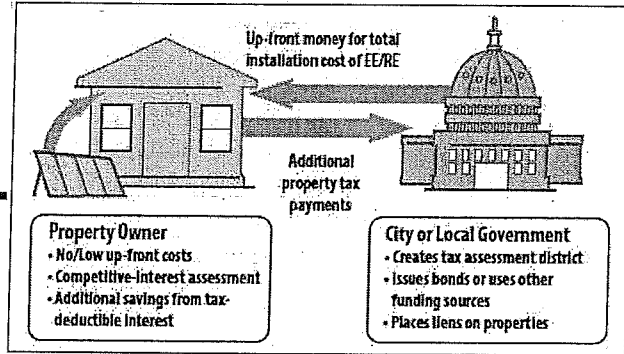 Up-front money for total
installation cost of EE/RE
Additional
property tax
payments
Property Owner
• No/Low up-front costs
• Competitive-interest assessment
• Additional savings from tax-
deductible interest
City or Local Government
• Creates tax assessment district
• Issues bonds or uses other
funding sources
• Places liens on properties